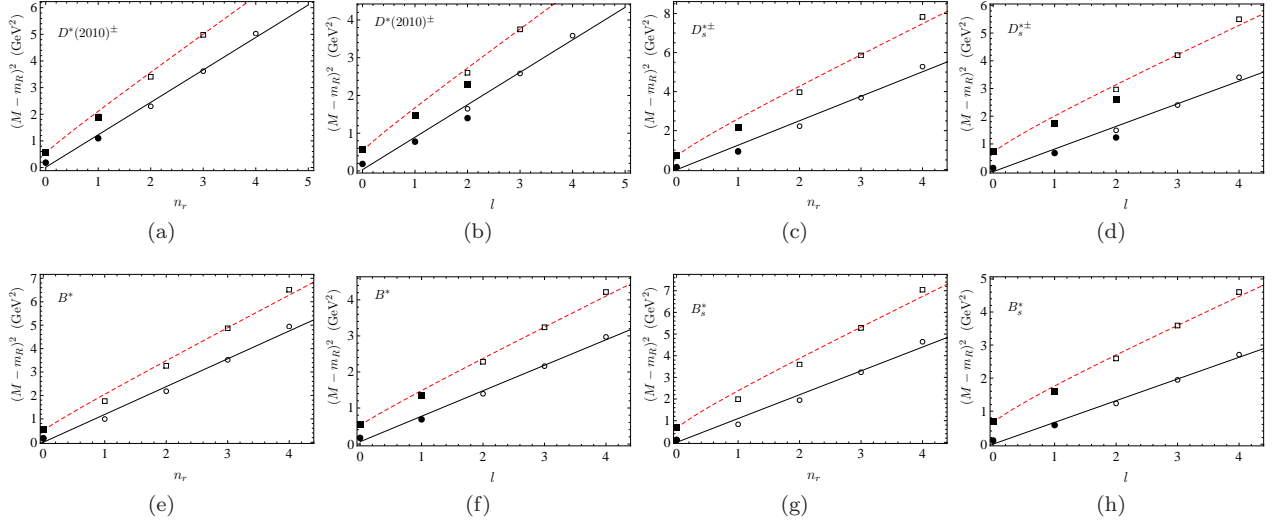 D*(2010)±
(M − m_R)² (GeV²)
6
5
4
3
2
1
0
0 1 2 3 4 5
n_r
(a)
D*(2010)±
(M − m_R)² (GeV²)
4
3
2
1
0
0 1 2 3 4 5
l
(b)
D_s*±
(M − m_R)² (GeV²)
8
6
4
2
0
0 1 2 3 4
n_r
(c)
D_s*±
(M − m_R)² (GeV²)
6
5
4
3
2
1
0
0 1 2 3 4
l
(d)
B*
(M − m_R)² (GeV²)
7
6
5
4
3
2
1
0
0 1 2 3 4
n_r
(e)
B*
(M − m_R)² (GeV²)
4
3
2
1
0
0 1 2 3 4
l
(f)
B_s*
(M − m_R)² (GeV²)
7
6
5
4
3
2
1
0
0 1 2 3 4
n_r
(g)
B_s*
(M − m_R)² (GeV²)
5
4
3
2
1
0
0 1 2 3 4
l
(h)